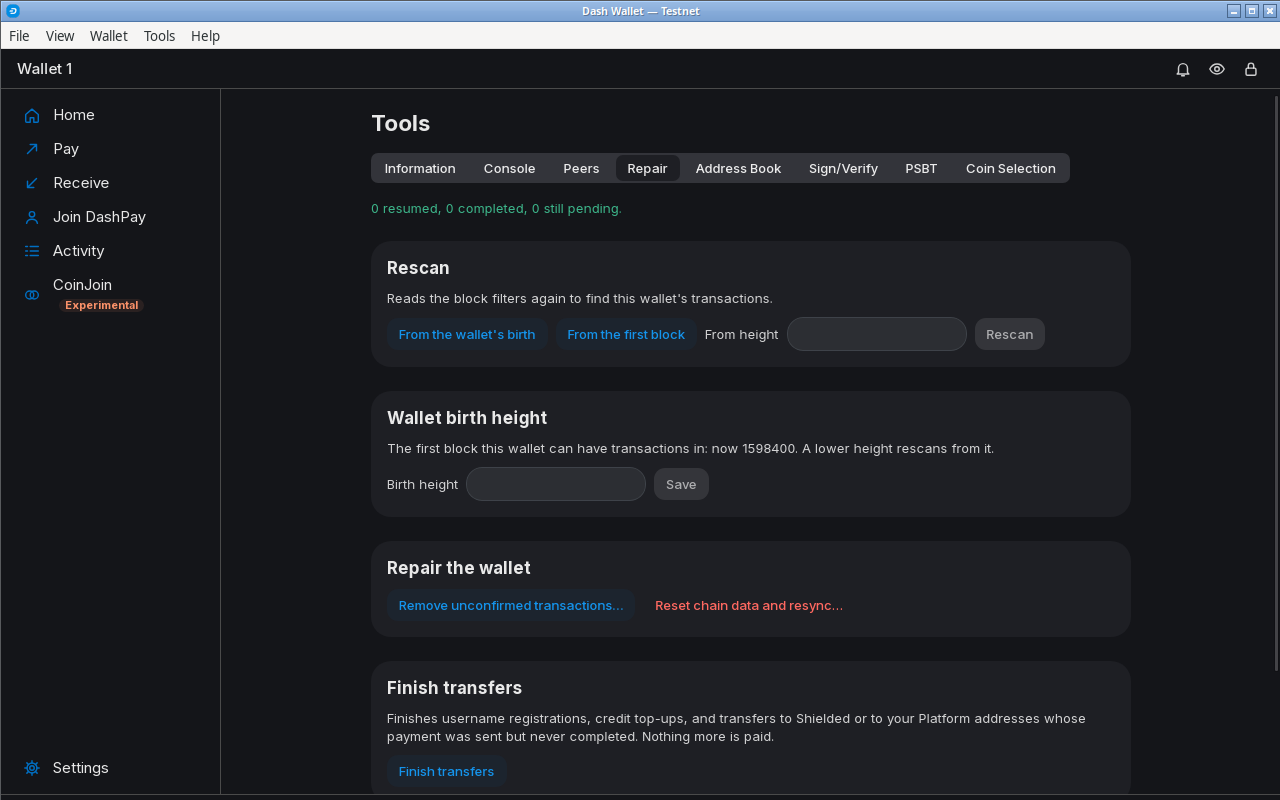 Dash Wallet — Testnet
File View Wallet Tools Help
Wallet 1
Home
Pay
Receive
Join DashPay
Activity
CoinJoin
Experimental
Settings
Tools
Information Console Peers Repair Address Book Sign/Verify PSBT Coin Selection
0 resumed, 0 completed, 0 still pending.
Rescan
Reads the block filters again to find this wallet's transactions.
From the wallet's birth From the first block From height Rescan
Wallet birth height
The first block this wallet can have transactions in: now 1598400. A lower height rescans from it.
Birth height Save
Repair the wallet
Remove unconfirmed transactions... Reset chain data and resync...
Finish transfers
Finishes username registrations, credit top-ups, and transfers to Shielded or to your Platform addresses whose
payment was sent but never completed. Nothing more is paid.
Finish transfers